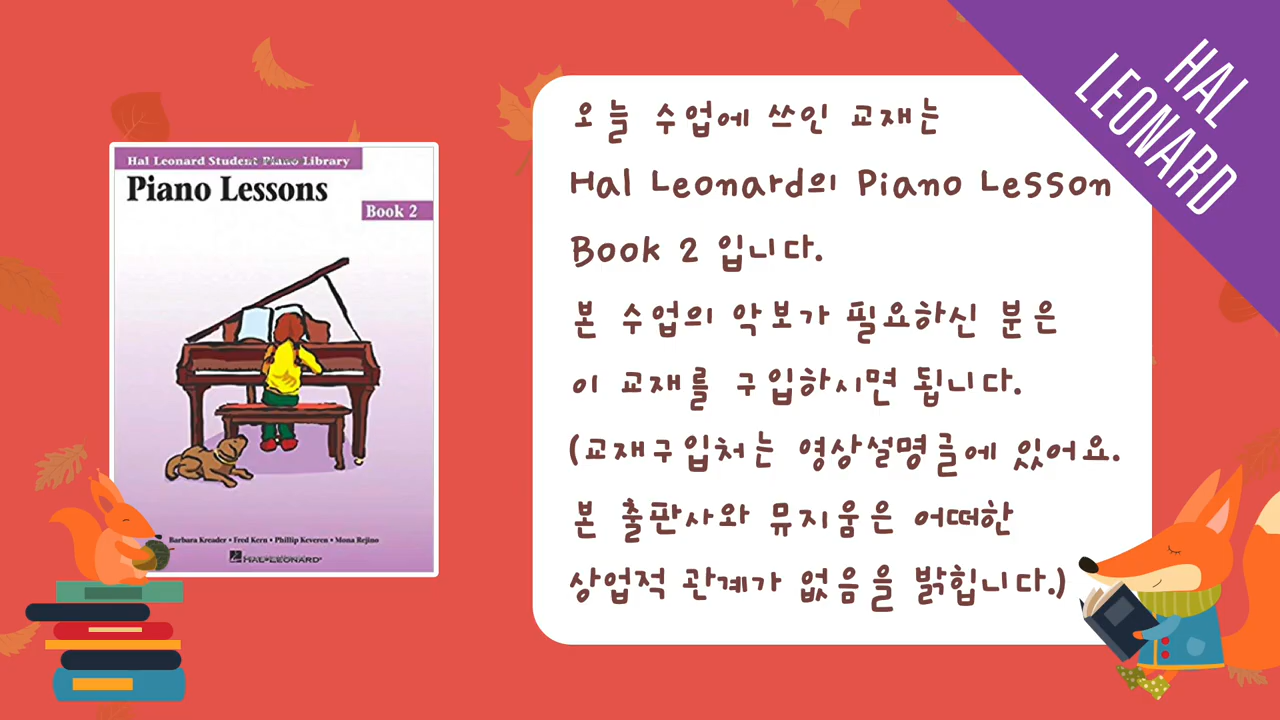 Hal Leonard Student Piano Library
Piano Lessons
Book 2
Barbara Kreader • Fred Kern • Phillip Keveren • Mona Rejino
HAL•LEONARD®
오늘 수업에 쓰인 교재는
Hal Leonard의 Piano Lesson
Book 2 입니다.
본 수업의 악보가 필요하신 분은
이 교재를 구입하시면 됩니다.
(교재구입처는 영상설명글에 있어요.
본 출판사와 뮤지움은 어떠한
상업적 관계가 없음을 밝힙니다.)
HAL
LEONARD